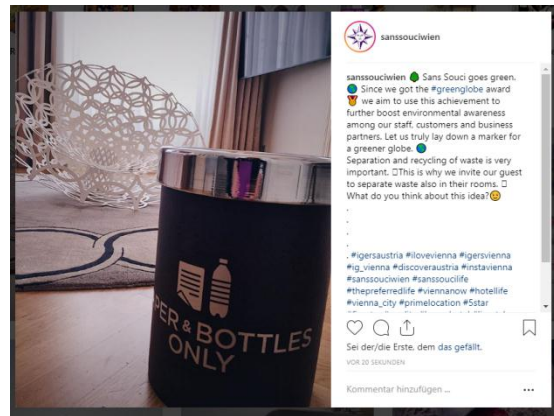 sanssouciwien
sanssouciwien 🌲 Sans Souci goes green.
🌎 Since we got the #greenglobe award
🏅 we aim to use this achievement to
further boost environmental awareness
among our staff, customers and business
partners. Let us truly lay down a marker for
a greener globe. 🌎
Separation and recycling of waste is very
important. This is why we invite our guest
to separate waste also in their rooms.
What do you think about this idea?🙂
.
.
.
.
. #igersaustria #ilovevienna #igersvienna
#ig_vienna #discoveraustria #instavienna
#sanssouciwien #sanssoucilife
#thepreferredlife #viennanow #hotellife
#vienna_city #primelocation #5star
Sei der/die Erste, dem das gefällt.
VOR 20 SEKUNDEN
Kommentar hinzufügen ...
PER & BOTTLES
ONLY